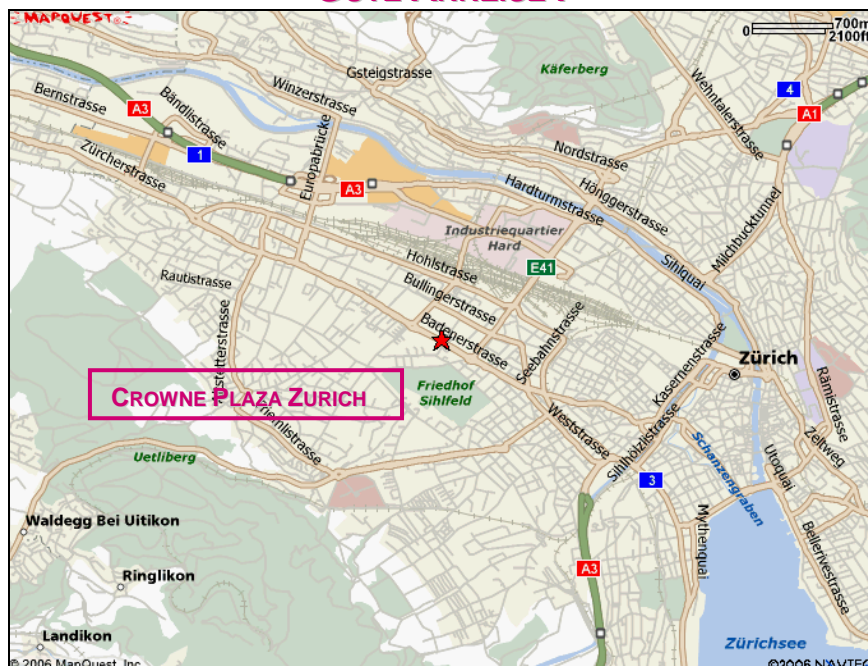 MAPQUEST
0 700m
2100ft
Gsteigstrasse
Käferberg
Winzerstrasse
Wehntalerstrasse
4
A1
Bernstrasse
Bändlistrasse
A3
Zürcherstrasse
1
Europabrücke
A3
Nordstrasse
Hönggerstrasse
Hardturmstrasse
Milchbucktunnel
Industriequartier
Hard
Sihlquai
E41
Hohlstrasse
Rautistrasse
Bullingerstrasse
Badenerstrasse
Seebahnstrasse
Kasernenstrasse
Zürich
CROWNE PLAZA ZURICH
Friedhof
Sihlfeld
Rämistrasse
Weststrasse
Sihlhölzlistrasse
Zeltweg
Uetliberg
Schanzengraben
Utoquai
3
Waldegg Bei Uitikon
Mythenquai
Bellerivestrasse
Ringlikon
A3
Landikon
Zürichsee
© 2006 MapQuest, Inc.
©2006 NAVTEQ